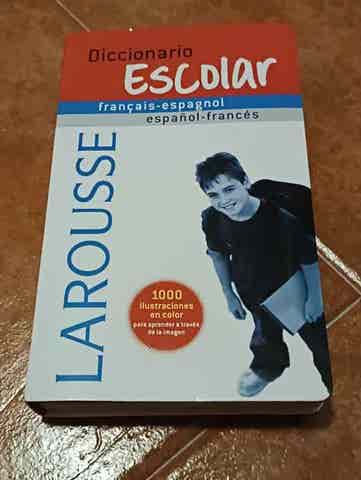 Diccionario
Escolar
français-espagnol
español-francés
LAROUSSE
1000
ilustraciones
en color
para aprender a través
de la imagen